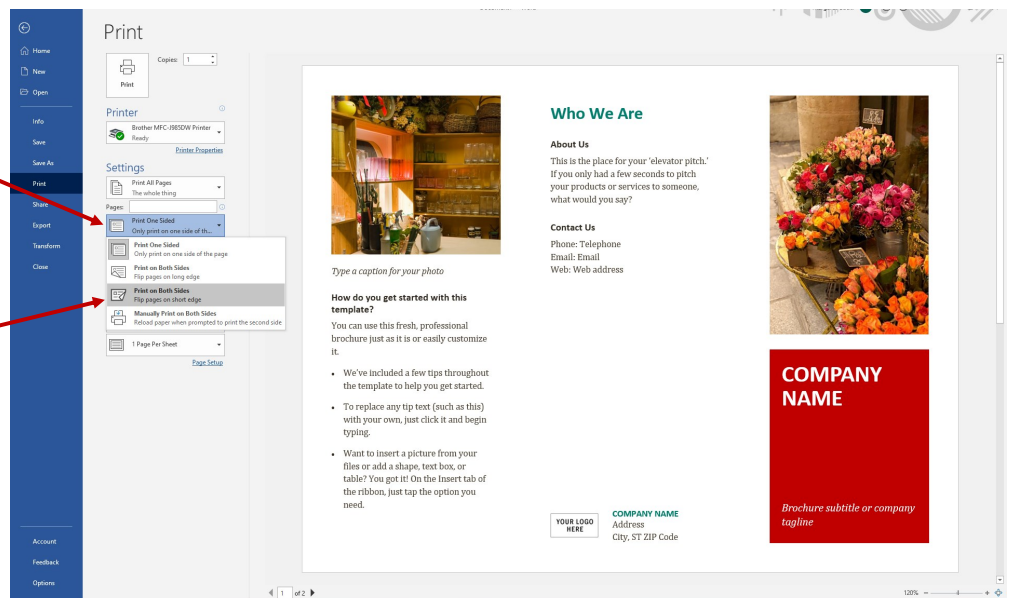 Print
Home
New
Open
Info
Save
Save As
Print
Share
Export
Transform
Close
Account
Feedback
Options
Copies: 1
Print
Printer
Brother MFC-J985DW Printer
Ready
Printer Properties
Settings
Print All Pages
The whole thing
Pages:
Print One Sided
Only print on one side of th...
Print One Sided
Only print on one side of the page
Print on Both Sides
Flip pages on long edge
Print on Both Sides
Flip pages on short edge
Manually Print on Both Sides
Reload paper when prompted to print the second side
1 Page Per Sheet
Page Setup
Type a caption for your photo
How do you get started with this
template?
You can use this fresh, professional
brochure just as it is or easily customize
it.
• We've included a few tips throughout
the template to help you get started.
• To replace any tip text (such as this)
with your own, just click it and begin
typing.
• Want to insert a picture from your
files or add a shape, text box, or
table? You got it! On the Insert tab of
the ribbon, just tap the option you
need.
Who We Are
About Us
This is the place for your 'elevator pitch.'
If you only had a few seconds to pitch
your products or services to someone,
what would you say?
Contact Us
Phone: Telephone
Email: Email
Web: Web address
YOUR LOGO
HERE
COMPANY NAME
Address
City, ST ZIP Code
COMPANY
NAME
Brochure subtitle or company
tagline
1 of 2
120%